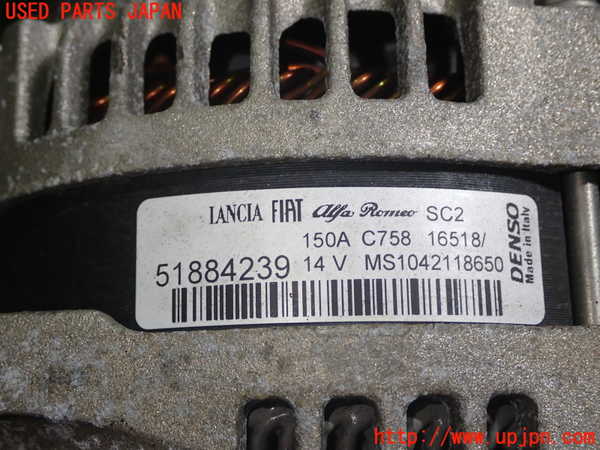 USED PARTS JAPAN
LANCIA FIAT Alfa Romeo SC2
150A C758 16518/
51884239 14 V MS1042118650
DENSO
Made in Italy
UPJ http://www.upjpn.com